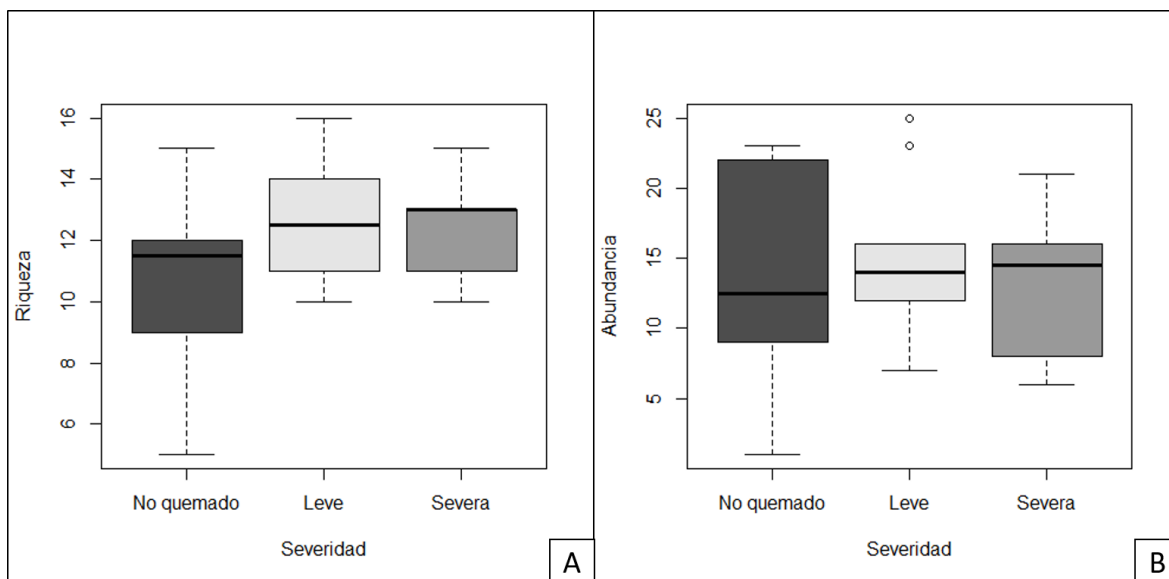 Riqueza
16
14
12
10
8
6
No quemado Leve Severa
Severidad
A
Abundancia
25
20
15
10
5
No quemado Leve Severa
Severidad
B